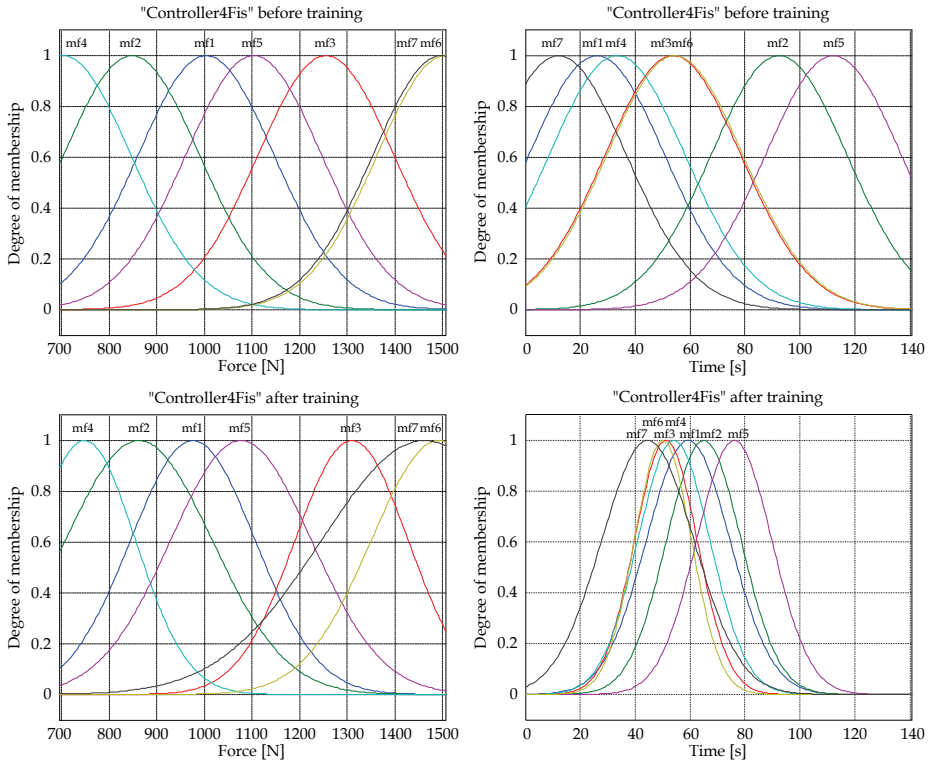 "Controller4Fis" before training
mf4 mf2 mf1 mf5 mf3 mf7 mf6
1
0.8
0.6
0.4
0.2
0
Degree of membership
700 800 900 1000 1100 1200 1300 1400 1500
Force [N]
"Controller4Fis" before training
mf7 mf1 mf4 mf3 mf6 mf2 mf5
1
0.8
0.6
0.4
0.2
0
Degree of membership
0 20 40 60 80 100 120 140
Time [s]
"Controller4Fis" after training
mf4 mf2 mf1 mf5 mf3 mf7 mf6
1
0.8
0.6
0.4
0.2
0
Degree of membership
700 800 900 1000 1100 1200 1300 1400 1500
Force [N]
"Controller4Fis" after training
mf6 mf4
mf7 mf3 mf1 mf2 mf5
1
0.8
0.6
0.4
0.2
0
Degree of membership
0 20 40 60 80 100 120 140
Time [s]